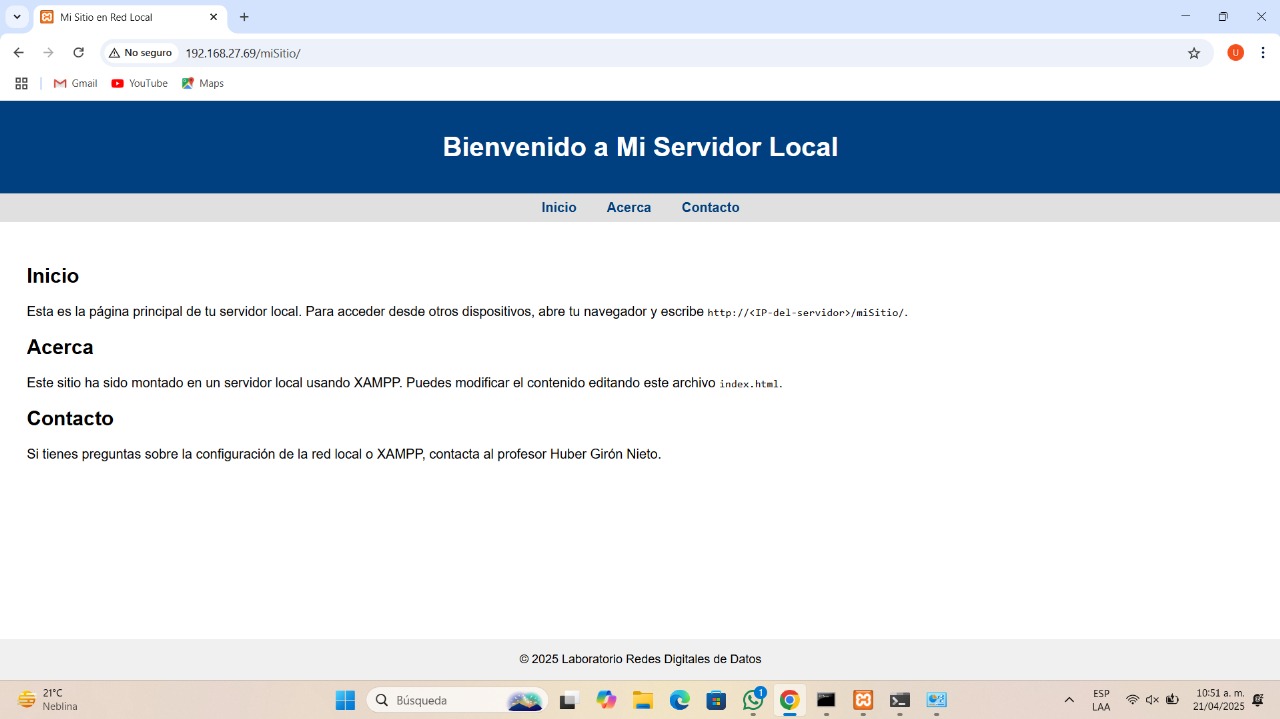 Mi Sitio en Red Local
No seguro 192.168.27.69/miSitio/
U
Gmail YouTube Maps
Bienvenido a Mi Servidor Local
Inicio Acerca Contacto
Inicio
Esta es la página principal de tu servidor local. Para acceder desde otros dispositivos, abre tu navegador y escribe http://<IP-del-servidor>/miSitio/.
Acerca
Este sitio ha sido montado en un servidor local usando XAMPP. Puedes modificar el contenido editando este archivo index.html.
Contacto
Si tienes preguntas sobre la configuración de la red local o XAMPP, contacta al profesor Huber Girón Nieto.
© 2025 Laboratorio Redes Digitales de Datos
21°C
Neblina
Búsqueda
1
ESP
LAA
10:51 a. m.
21/04/2025